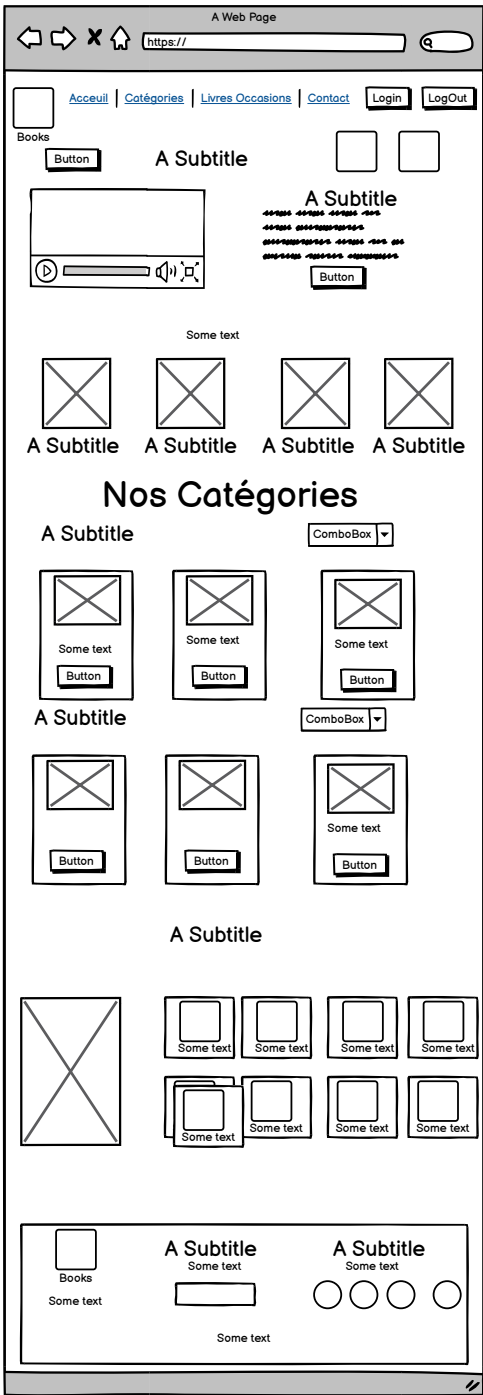 A Web Page
https://
Acceuil Catégories Livres Occasions Contact Login LogOut
Books
Button A Subtitle
A Subtitle
Button
Some text
A Subtitle A Subtitle A Subtitle A Subtitle
Nos Catégories
A Subtitle ComboBox
Some text Some text Some text
Button Button Button
A Subtitle ComboBox
Some text
Button Button Button
A Subtitle
Some text Some text Some text Some text
Some text Some text Some text Some text
A Subtitle A Subtitle
Some text Some text
Books
Some text
Some text